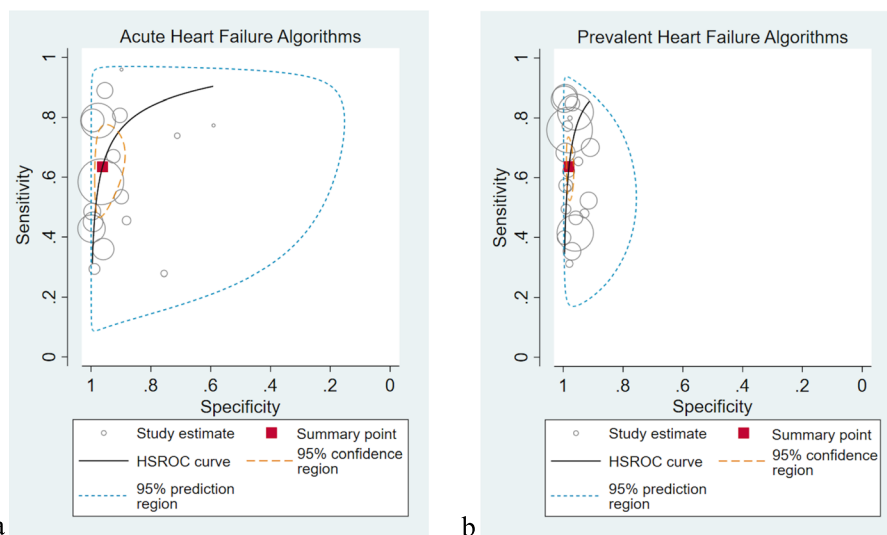 Acute Heart Failure Algorithms
Sensitivity
1
.8
.6
.4
.2
0
1
.8
.6
.4
.2
0
Specificity
Study estimate
Summary point
HSROC curve
95% confidence
region
95% prediction
region
a
Prevalent Heart Failure Algorithms
Sensitivity
1
.8
.6
.4
.2
0
1
.8
.6
.4
.2
0
Specificity
Study estimate
Summary point
HSROC curve
95% confidence
region
95% prediction
region
b